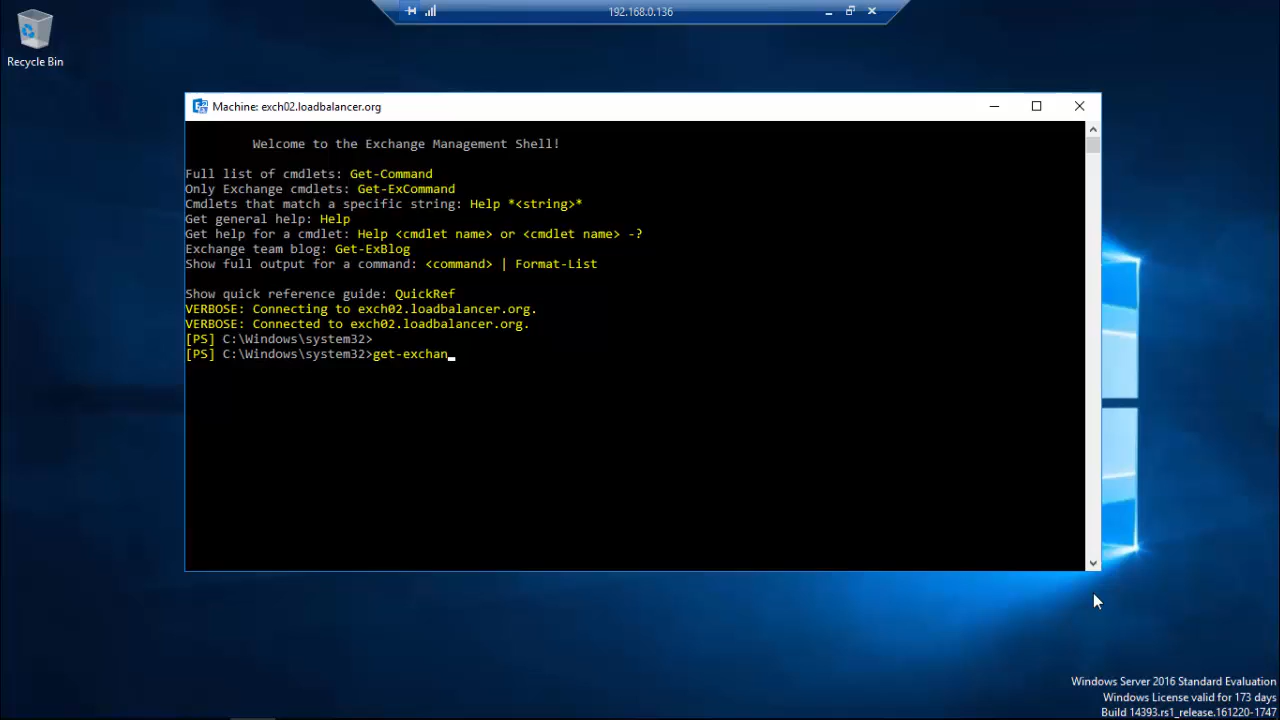 192.168.0.136
Recycle Bin
Machine: exch02.loadbalancer.org
Welcome to the Exchange Management Shell!
Full list of cmdlets: Get-Command
Only Exchange cmdlets: Get-ExCommand
Cmdlets that match a specific string: Help *<string>*
Get general help: Help
Get help for a cmdlet: Help <cmdlet name> or <cmdlet name> -?
Exchange team blog: Get-ExBlog
Show full output for a command: <command> | Format-List
Show quick reference guide: QuickRef
VERBOSE: Connecting to exch02.loadbalancer.org.
VERBOSE: Connected to exch02.loadbalancer.org.
[PS] C:\Windows\system32>
[PS] C:\Windows\system32>get-exchan_
Windows Server 2016 Standard Evaluation
Windows License valid for 173 days
Build 14393.rs1_release.161220-1747